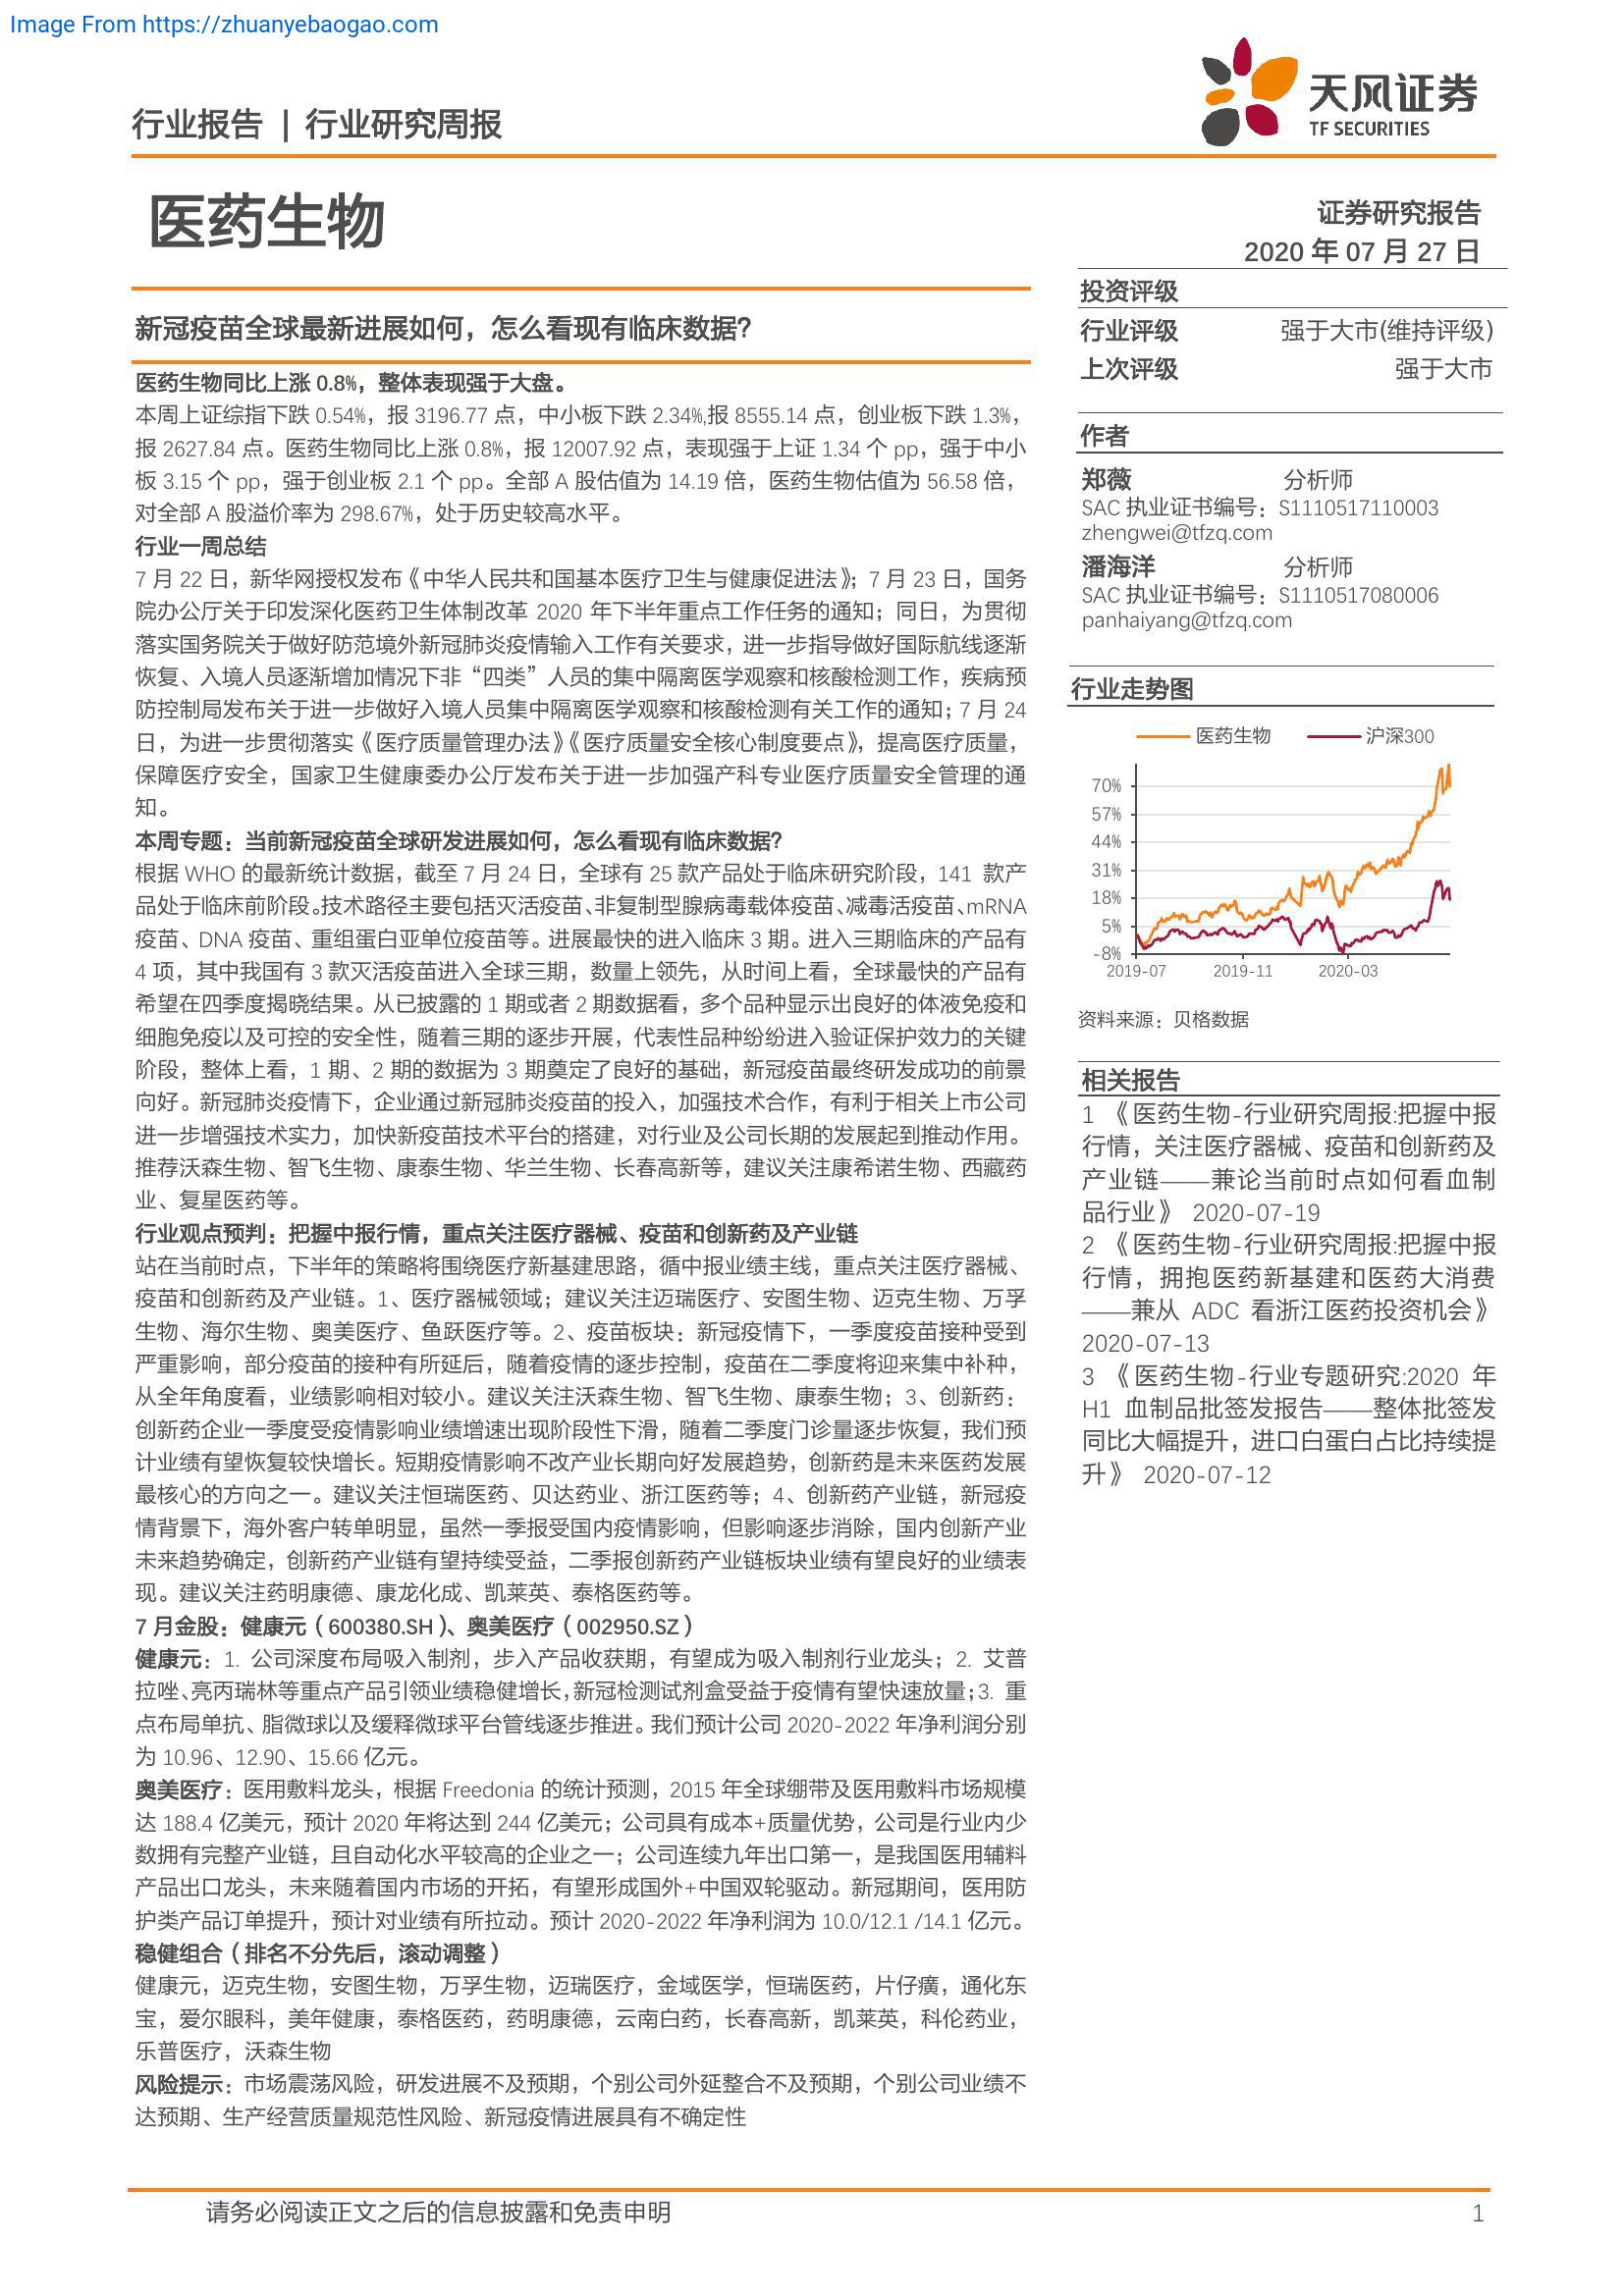 Image From https://zhuanyebaogao.com
天风证券
TF SECURITIES
行业报告 | 行业研究周报
医药生物
证券研究报告
2020 年 07 月 27 日
新冠疫苗全球最新进展如何，怎么看现有临床数据？
医药生物同比上涨 0.8%，整体表现强于大盘。
本周上证综指下跌 0.54%，报 3196.77 点，中小板下跌 2.34%,报 8555.14 点，创业板下跌 1.3%，
报 2627.84 点。医药生物同比上涨 0.8%，报 12007.92 点，表现强于上证 1.34 个 pp，强于中小
板 3.15 个 pp，强于创业板 2.1 个 pp。全部 A 股估值为 14.19 倍，医药生物估值为 56.58 倍，
对全部 A 股溢价率为 298.67%，处于历史较高水平。
行业一周总结
7 月 22 日，新华网授权发布《中华人民共和国基本医疗卫生与健康促进法》；7 月 23 日，国务
院办公厅关于印发深化医药卫生体制改革 2020 年下半年重点工作任务的通知；同日，为贯彻
落实国务院关于做好防范境外新冠肺炎疫情输入工作有关要求，进一步指导做好国际航线逐渐
恢复、入境人员逐渐增加情况下非“四类”人员的集中隔离医学观察和核酸检测工作，疾病预
防控制局发布关于进一步做好入境人员集中隔离医学观察和核酸检测有关工作的通知；7 月 24
日，为进一步贯彻落实《医疗质量管理办法》《医疗质量安全核心制度要点》，提高医疗质量，
保障医疗安全，国家卫生健康委办公厅发布关于进一步加强产科专业医疗质量安全管理的通
知。
本周专题：当前新冠疫苗全球研发进展如何，怎么看现有临床数据？
根据 WHO 的最新统计数据，截至 7 月 24 日，全球有 25 款产品处于临床研究阶段，141 款产
品处于临床前阶段。技术路径主要包括灭活疫苗、非复制型腺病毒载体疫苗、减毒活疫苗、mRNA
疫苗、DNA 疫苗、重组蛋白亚单位疫苗等。进展最快的进入临床 3 期。进入三期临床的产品有
4 项，其中我国有 3 款灭活疫苗进入全球三期，数量上领先，从时间上看，全球最快的产品有
希望在四季度揭晓结果。从已披露的 1 期或者 2 期数据看，多个品种显示出良好的体液免疫和
细胞免疫以及可控的安全性，随着三期的逐步开展，代表性品种纷纷进入验证保护效力的关键
阶段，整体上看，1 期、2 期的数据为 3 期奠定了良好的基础，新冠疫苗最终研发成功的前景
向好。新冠肺炎疫情下，企业通过新冠肺炎疫苗的投入，加强技术合作，有利于相关上市公司
进一步增强技术实力，加快新疫苗技术平台的搭建，对行业及公司长期的发展起到推动作用。
推荐沃森生物、智飞生物、康泰生物、华兰生物、长春高新等，建议关注康希诺生物、西藏药
业、复星医药等。
行业观点预判：把握中报行情，重点关注医疗器械、疫苗和创新药及产业链
站在当前时点，下半年的策略将围绕医疗新基建思路，循中报业绩主线，重点关注医疗器械、
疫苗和创新药及产业链。1、医疗器械领域；建议关注迈瑞医疗、安图生物、迈克生物、万孚
生物、海尔生物、奥美医疗、鱼跃医疗等。2、疫苗板块：新冠疫情下，一季度疫苗接种受到
严重影响，部分疫苗的接种有所延后，随着疫情的逐步控制，疫苗在二季度将迎来集中补种，
从全年角度看，业绩影响相对较小。建议关注沃森生物、智飞生物、康泰生物；3、创新药：
创新药企业一季度受疫情影响业绩增速出现阶段性下滑，随着二季度门诊量逐步恢复，我们预
计业绩有望恢复较快增长。短期疫情影响不改产业长期向好发展趋势，创新药是未来医药发展
最核心的方向之一。建议关注恒瑞医药、贝达药业、浙江医药等；4、创新药产业链，新冠疫
情背景下，海外客户转单明显，虽然一季报受国内疫情影响，但影响逐步消除，国内创新产业
未来趋势确定，创新药产业链有望持续受益，二季报创新药产业链板块业绩有望良好的业绩表
现。建议关注药明康德、康龙化成、凯莱英、泰格医药等。
7 月金股：健康元（600380.SH）、奥美医疗（002950.SZ）
健康元：1. 公司深度布局吸入制剂，步入产品收获期，有望成为吸入制剂行业龙头；2. 艾普
拉唑、亮丙瑞林等重点产品引领业绩稳健增长，新冠检测试剂盒受益于疫情有望快速放量；3. 重
点布局单抗、脂微球以及缓释微球平台管线逐步推进。我们预计公司 2020-2022 年净利润分别
为 10.96、12.90、15.66 亿元。
奥美医疗：医用敷料龙头，根据 Freedonia 的统计预测，2015 年全球绷带及医用敷料市场规模
达 188.4 亿美元，预计 2020 年将达到 244 亿美元；公司具有成本+质量优势，公司是行业内少
数拥有完整产业链，且自动化水平较高的企业之一；公司连续九年出口第一，是我国医用辅料
产品出口龙头，未来随着国内市场的开拓，有望形成国外+中国双轮驱动。新冠期间，医用防
护类产品订单提升，预计对业绩有所拉动。预计 2020-2022 年净利润为 10.0/12.1 /14.1 亿元。
稳健组合（排名不分先后，滚动调整）
健康元，迈克生物，安图生物，万孚生物，迈瑞医疗，金域医学，恒瑞医药，片仔癀，通化东
宝，爱尔眼科，美年健康，泰格医药，药明康德，云南白药，长春高新，凯莱英，科伦药业，
乐普医疗，沃森生物
风险提示：市场震荡风险，研发进展不及预期，个别公司外延整合不及预期，个别公司业绩不
达预期、生产经营质量规范性风险、新冠疫情进展具有不确定性
投资评级
行业评级 强于大市(维持评级)
上次评级 强于大市
作者
郑薇 分析师
SAC 执业证书编号：S1110517110003
zhengwei@tfzq.com
潘海洋 分析师
SAC 执业证书编号：S1110517080006
panhaiyang@tfzq.com
行业走势图
医药生物 沪深300
70%
57%
44%
31%
18%
5%
-8%
2019-07 2019-11 2020-03
资料来源：贝格数据
相关报告
1 《医药生物-行业研究周报:把握中报
行情，关注医疗器械、疫苗和创新药及
产业链——兼论当前时点如何看血制
品行业》 2020-07-19
2 《医药生物-行业研究周报:把握中报
行情，拥抱医药新基建和医药大消费
——兼从 ADC 看浙江医药投资机会》
2020-07-13
3 《医药生物-行业专题研究:2020 年
H1 血制品批签发报告——整体批签发
同比大幅提升，进口白蛋白占比持续提
升》 2020-07-12
请务必阅读正文之后的信息披露和免责申明
1